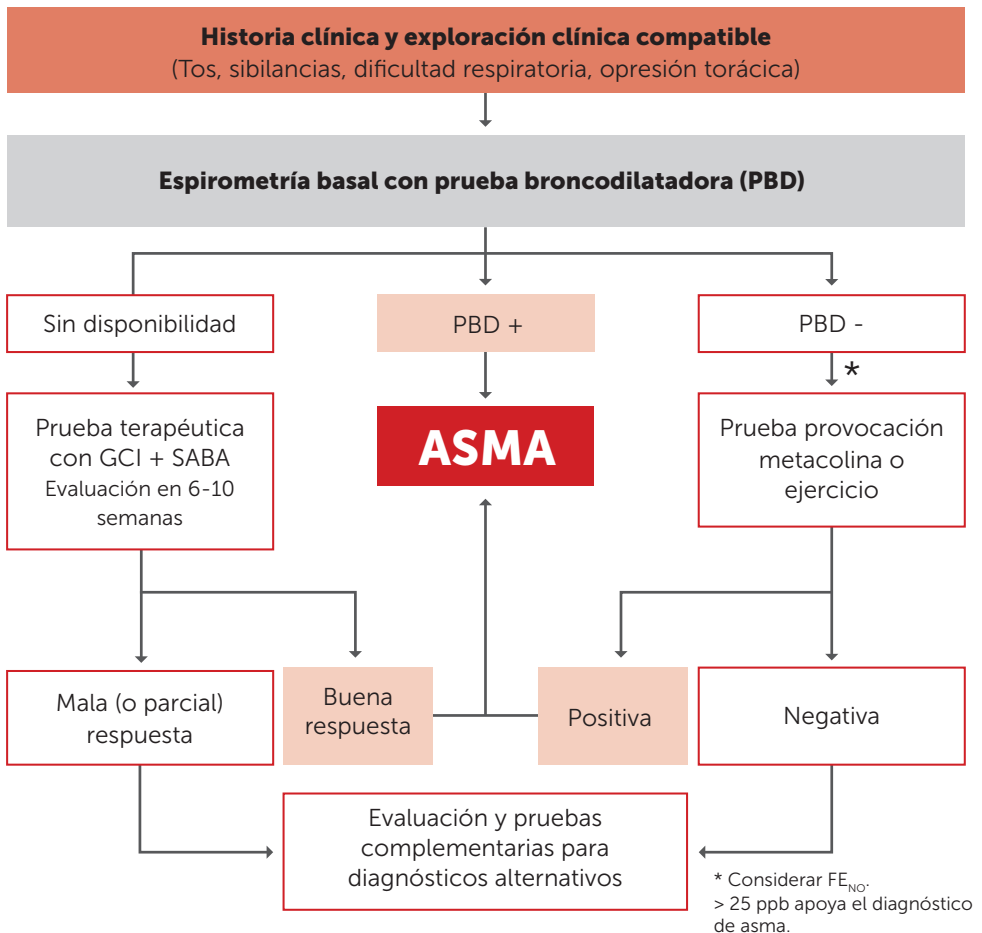 Historia clínica y exploración clínica compatible
(Tos, sibilancias, dificultad respiratoria, opresión torácica)
Espirometría basal con prueba broncodilatadora (PBD)
Sin disponibilidad
PBD +
PBD -
*
Prueba terapéutica
con GCI + SABA
Evaluación en 6-10
semanas
ASMA
Prueba provocación
metacolina o
ejercicio
Mala (o parcial)
respuesta
Buena
respuesta
Positiva
Negativa
Evaluación y pruebas
complementarias para
diagnósticos alternativos
* Considerar FENO.
> 25 ppb apoya el diagnóstico
de asma.